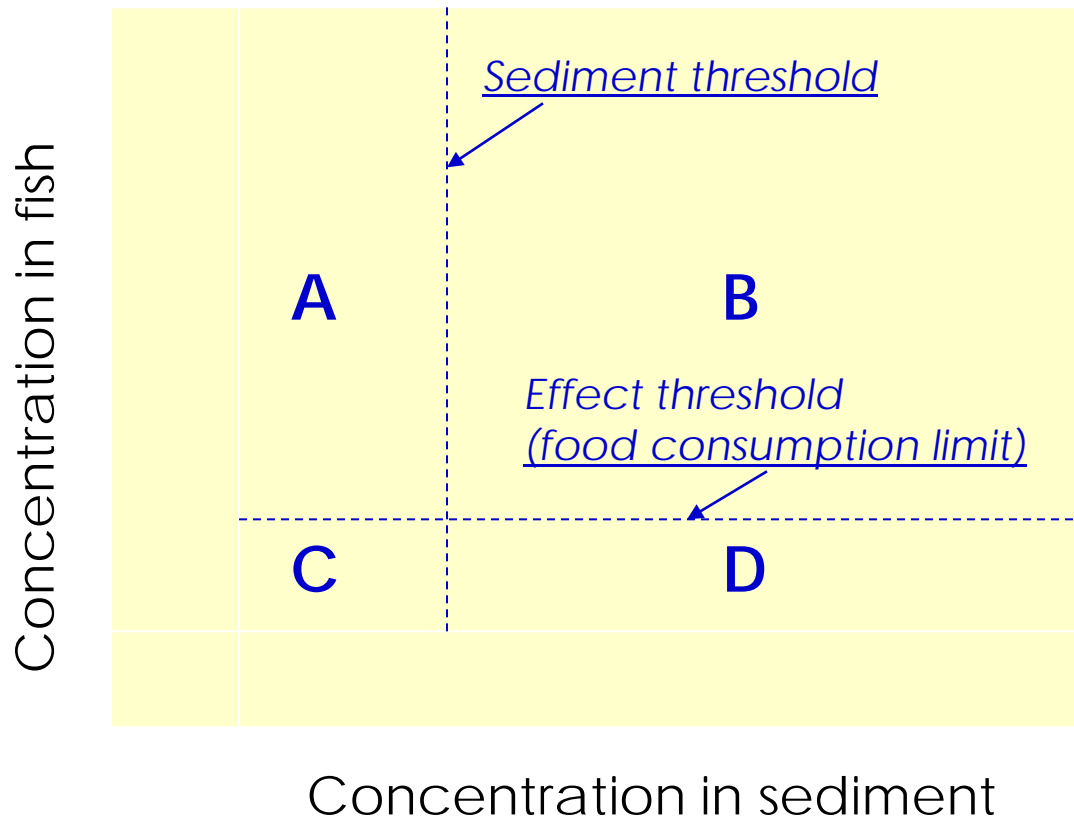 Sediment threshold
Concentration in fish
A
B
Effect threshold
(food consumption limit)
C
D
Concentration in sediment